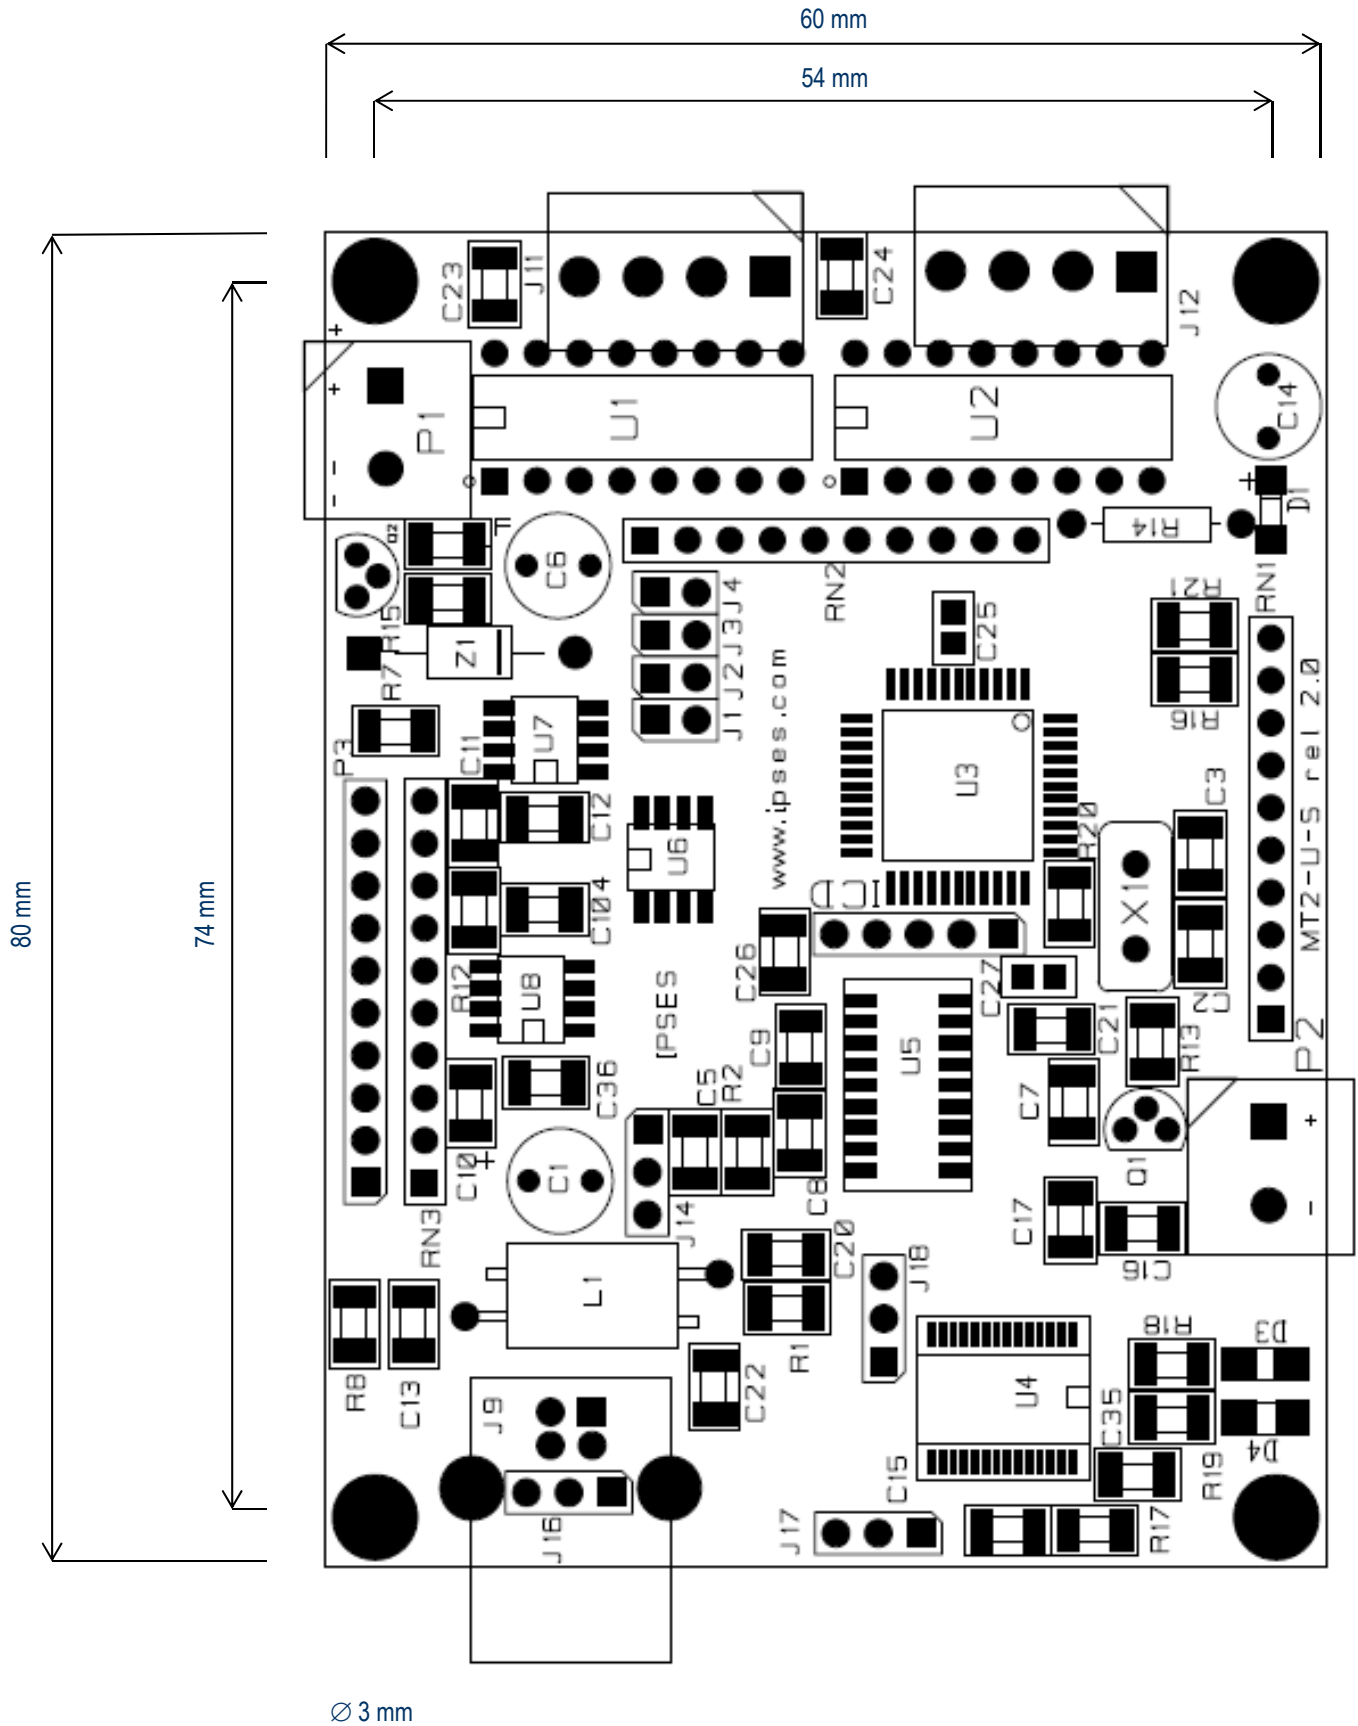 60 mm
54 mm
80 mm
74 mm
C23
J11
C24
J12
+
+
P1
-
-
U1
U2
C14
+
D1
Q2
F
C6
R14
RN2
RN1
R15
Z1
R7
J4
J3
J2
J1
C25
R21
R16
www.ipses.com
MT2-U-S rel 2.0
P3
C11
U7
C12
U6
U3
R20
C3
X1
ICD
C104
R12
U8
C26
C27
C2
IPSES
C9
U5
C21
R13
P2
C36
C5
R2
C7
+
-
Q1
C10
+
C1
C8
J14
C17
C16
RN3
C20
J18
L1
R1
R8
C13
C22
J9
U4
R18
D3
C35
D4
R19
C15
J16
J17
R17
∅ 3 mm